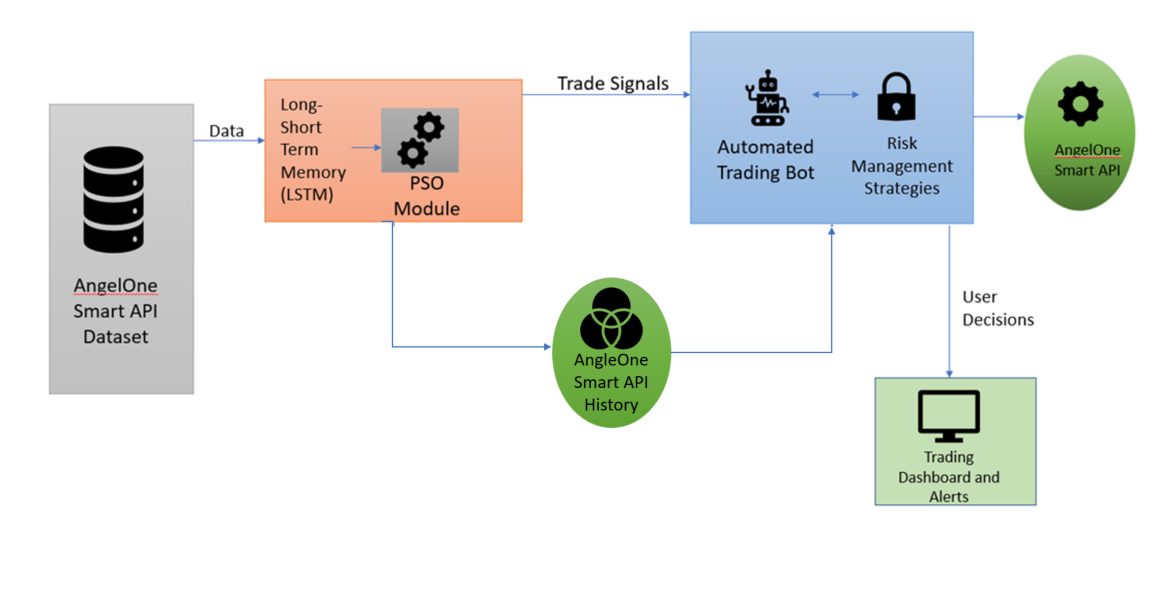 AngelOne
Smart API
Dataset
Data
Long-
Short
Term
Memory
(LSTM)
PSO
Module
Trade Signals
Automated
Trading Bot
Risk
Management
Strategies
AngelOne
Smart API
AngleOne
Smart API
History
User
Decisions
Trading
Dashboard and
Alerts